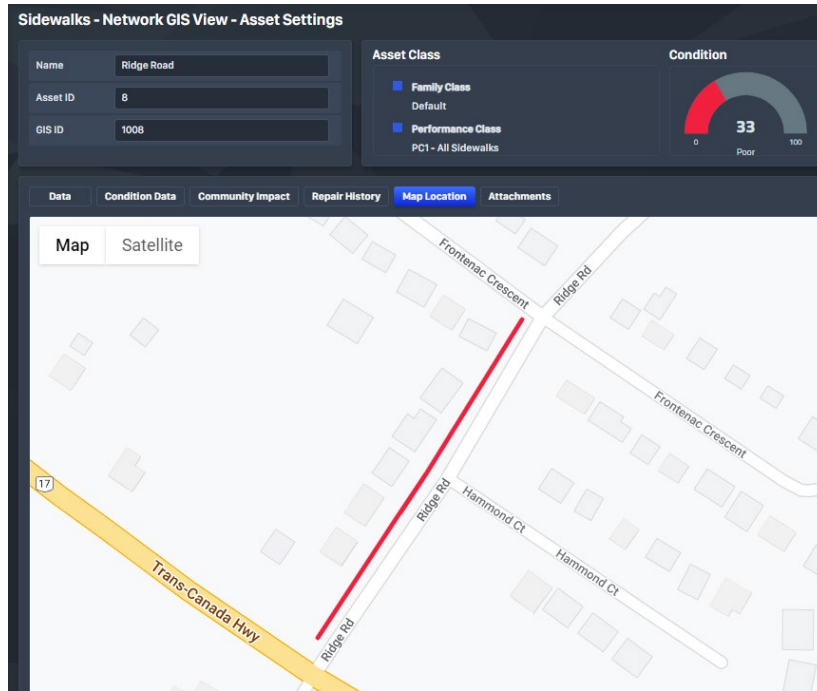 Sidewalks - Network GIS View - Asset Settings
Name Ridge Road
Asset ID 8
GIS ID 1008
Asset Class
Family Class
Default
Performance Class
PC1 - All Sidewalks
Condition
33
0 100
Poor
Data Condition Data Community Impact Repair History Map Location Attachments
Map Satellite
Frontenac Crescent
Ridge Rd
Frontenac Crescent
17
Ridge Rd
Hammond Ct
Hammond Ct
Trans-Canada Hwy
Ridge Rd